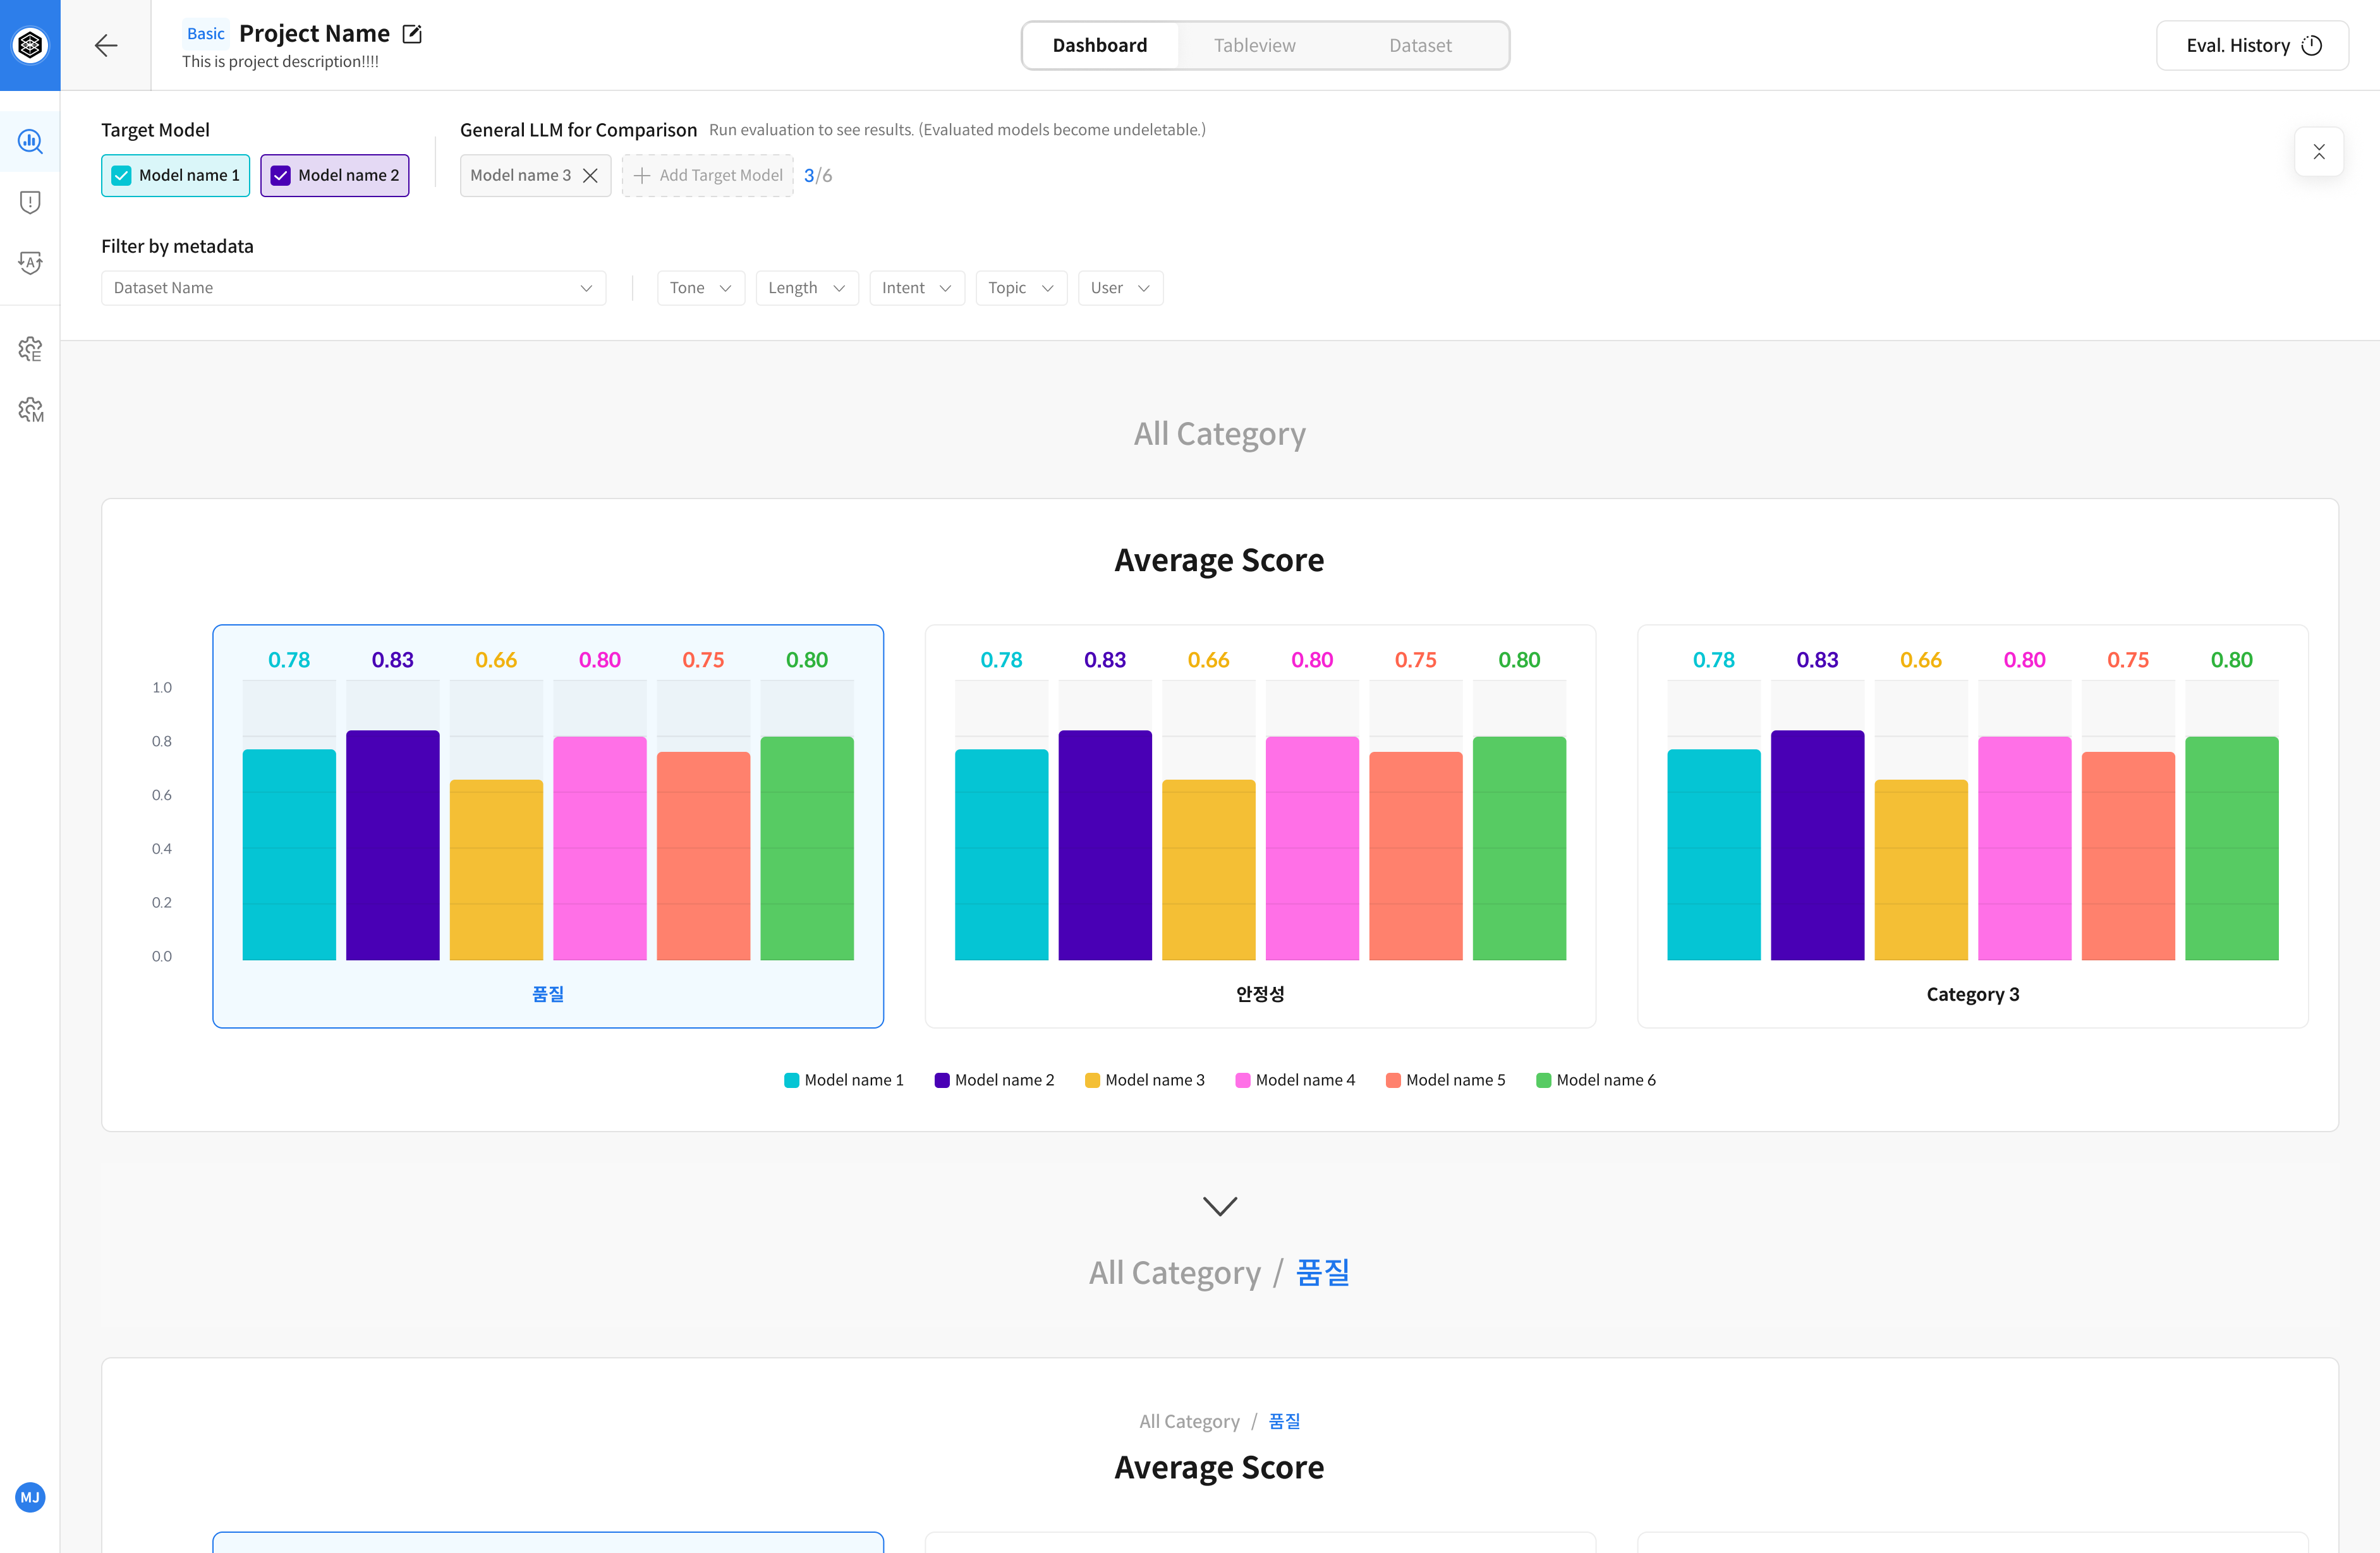 Basic Project Name
This is project description!!!!
Dashboard Tableview Dataset
Eval. History
Target Model
Model name 1 Model name 2
General LLM for Comparison Run evaluation to see results. (Evaluated models become undeletable.)
Model name 3 Add Target Model 3/6
Filter by metadata
Dataset Name Tone Length Intent Topic User
A
E
M
All Category
Average Score
0.78 0.83 0.66 0.80 0.75 0.80
1.0
0.8
0.6
0.4
0.2
0.0
품질
0.78 0.83 0.66 0.80 0.75 0.80
안정성
0.78 0.83 0.66 0.80 0.75 0.80
Category 3
Model name 1 Model name 2 Model name 3 Model name 4 Model name 5 Model name 6
All Category / 품질
All Category / 품질
Average Score
MJ